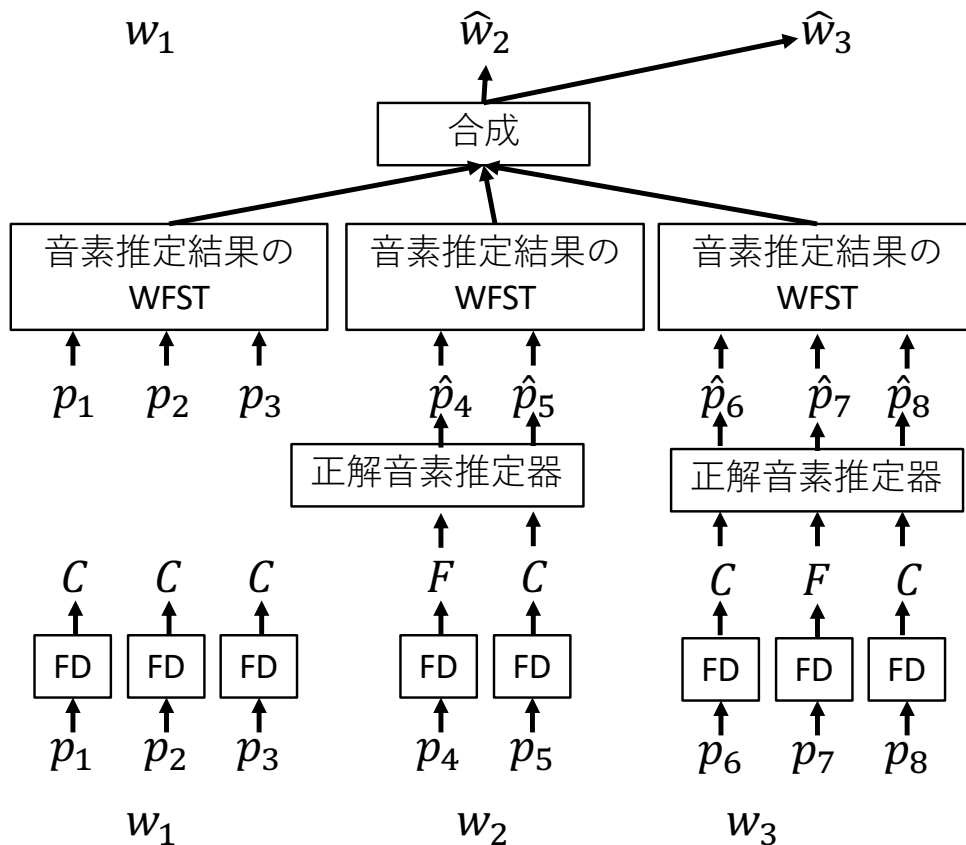 w₁ ŵ₂ ŵ₃
合成
音素推定結果の
WFST
音素推定結果の
WFST
音素推定結果の
WFST
p₁ p₂ p₃ p̂₄ p̂₅ p̂₆ p̂₇ p̂₈
正解音素推定器 正解音素推定器
C C C F C C F C
FD FD FD FD FD FD FD FD
p₁ p₂ p₃ p₄ p₅ p₆ p₇ p₈
w₁ w₂ w₃